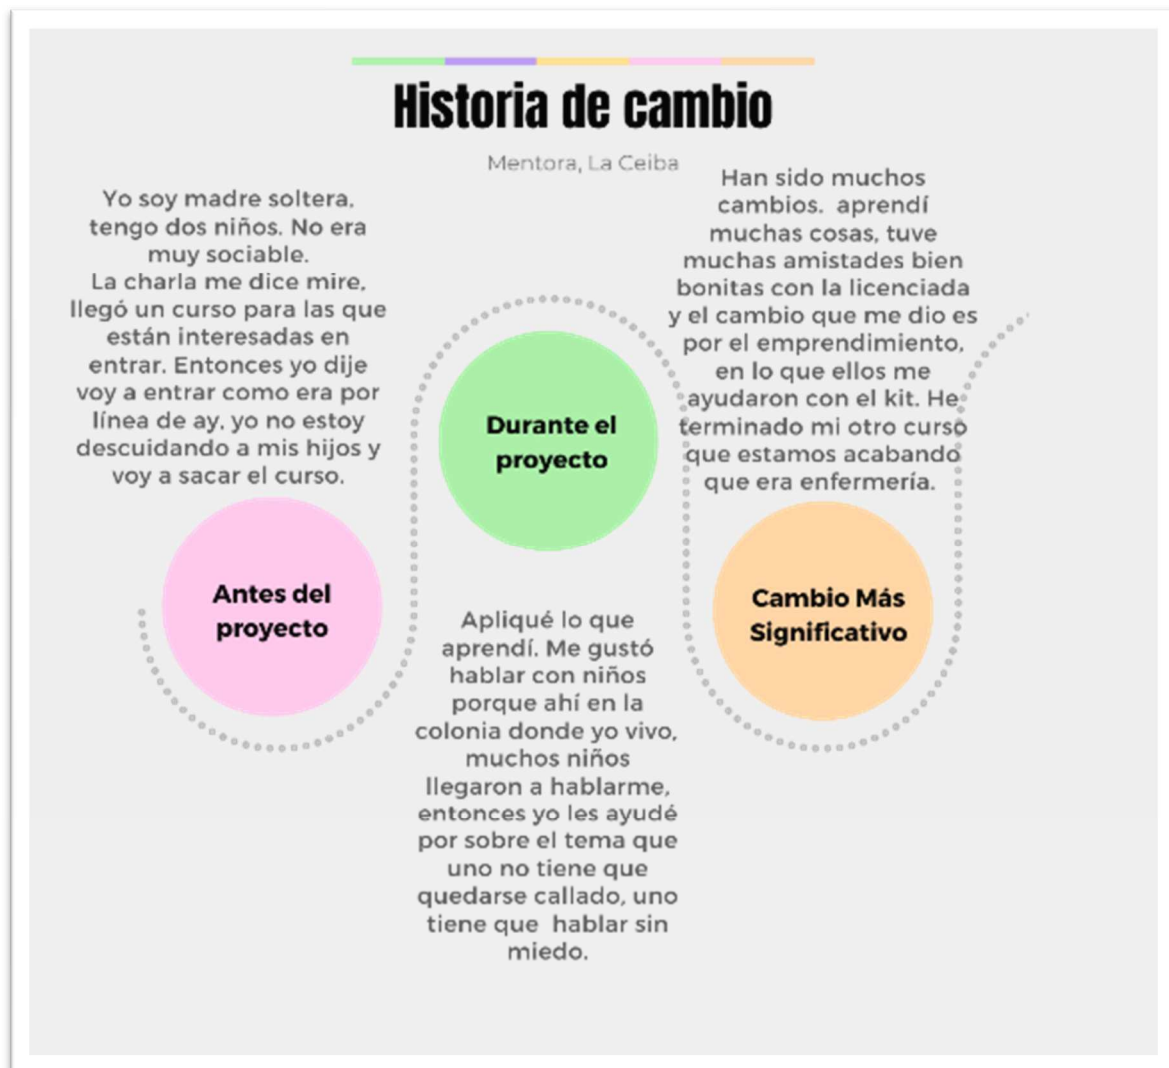 Historia de cambio
Mentora, La Ceiba
Yo soy madre soltera,
tengo dos niños. No era
muy sociable.
La charla me dice mire,
llegó un curso para las que
están interesadas en
entrar. Entonces yo dije
voy a entrar como era por
línea de ay, yo no estoy
descuidando a mis hijos y
voy a sacar el curso.
Antes del
proyecto
Durante el
proyecto
Apliqué lo que
aprendí. Me gustó
hablar con niños
porque ahí en la
colonia donde yo vivo,
muchos niños
llegaron a hablarme,
entonces yo les ayudé
por sobre el tema que
uno no tiene que
quedarse callado, uno
tiene que  hablar sin
miedo.
Han sido muchos
cambios.  aprendí
muchas cosas, tuve
muchas amistades bien
bonitas con la licenciada
y el cambio que me dio es
por el emprendimiento,
en lo que ellos me
ayudaron con el kit. He
terminado mi otro curso
que estamos acabando
que era enfermería.
Cambio Más
Significativo